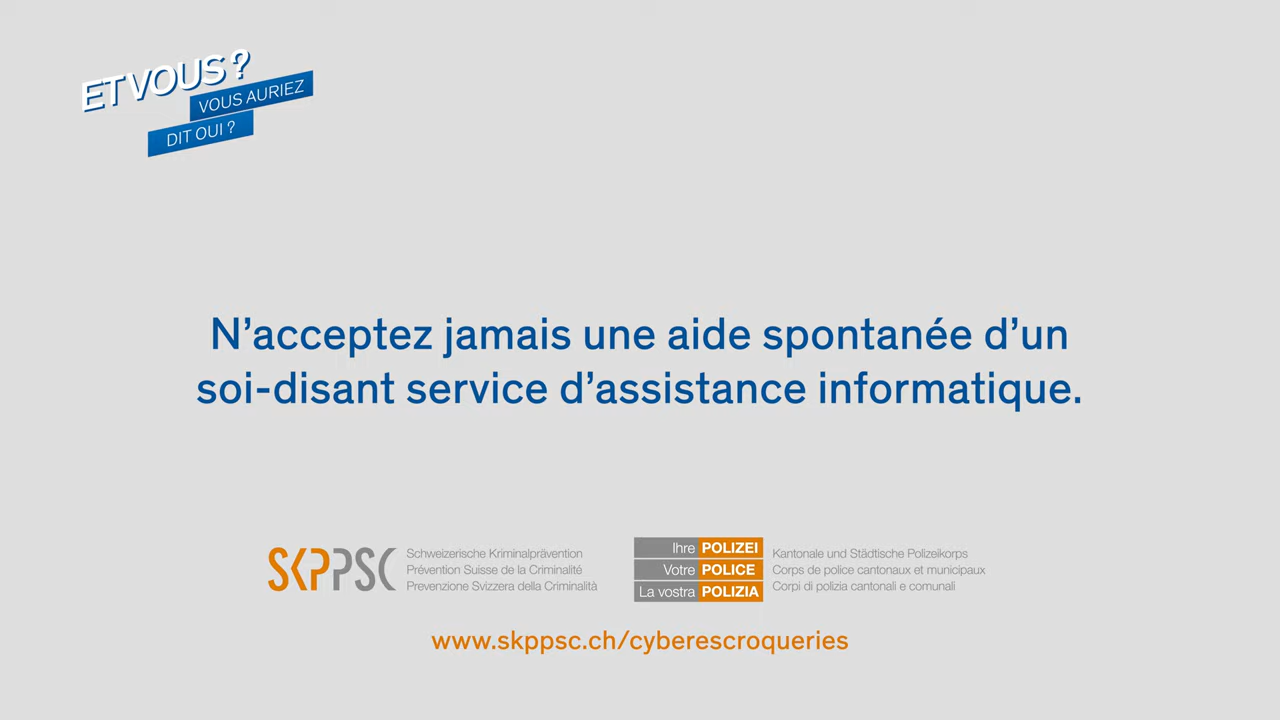 ET VOUS ?
VOUS AURIEZ
DIT OUI ?
N’acceptez jamais une aide spontanée d’un
soi-disant service d’assistance informatique.
SKPPSC
Schweizerische Kriminalprävention
Prévention Suisse de la Criminalité
Prevenzione Svizzera della Criminalità
Ihre POLIZEI
Votre POLICE
La vostra POLIZIA
Kantonale und Städtische Polizeikorps
Corps de police cantonaux et municipaux
Corpi di polizia cantonali e comunali
www.skppsc.ch/cyberescroqueries